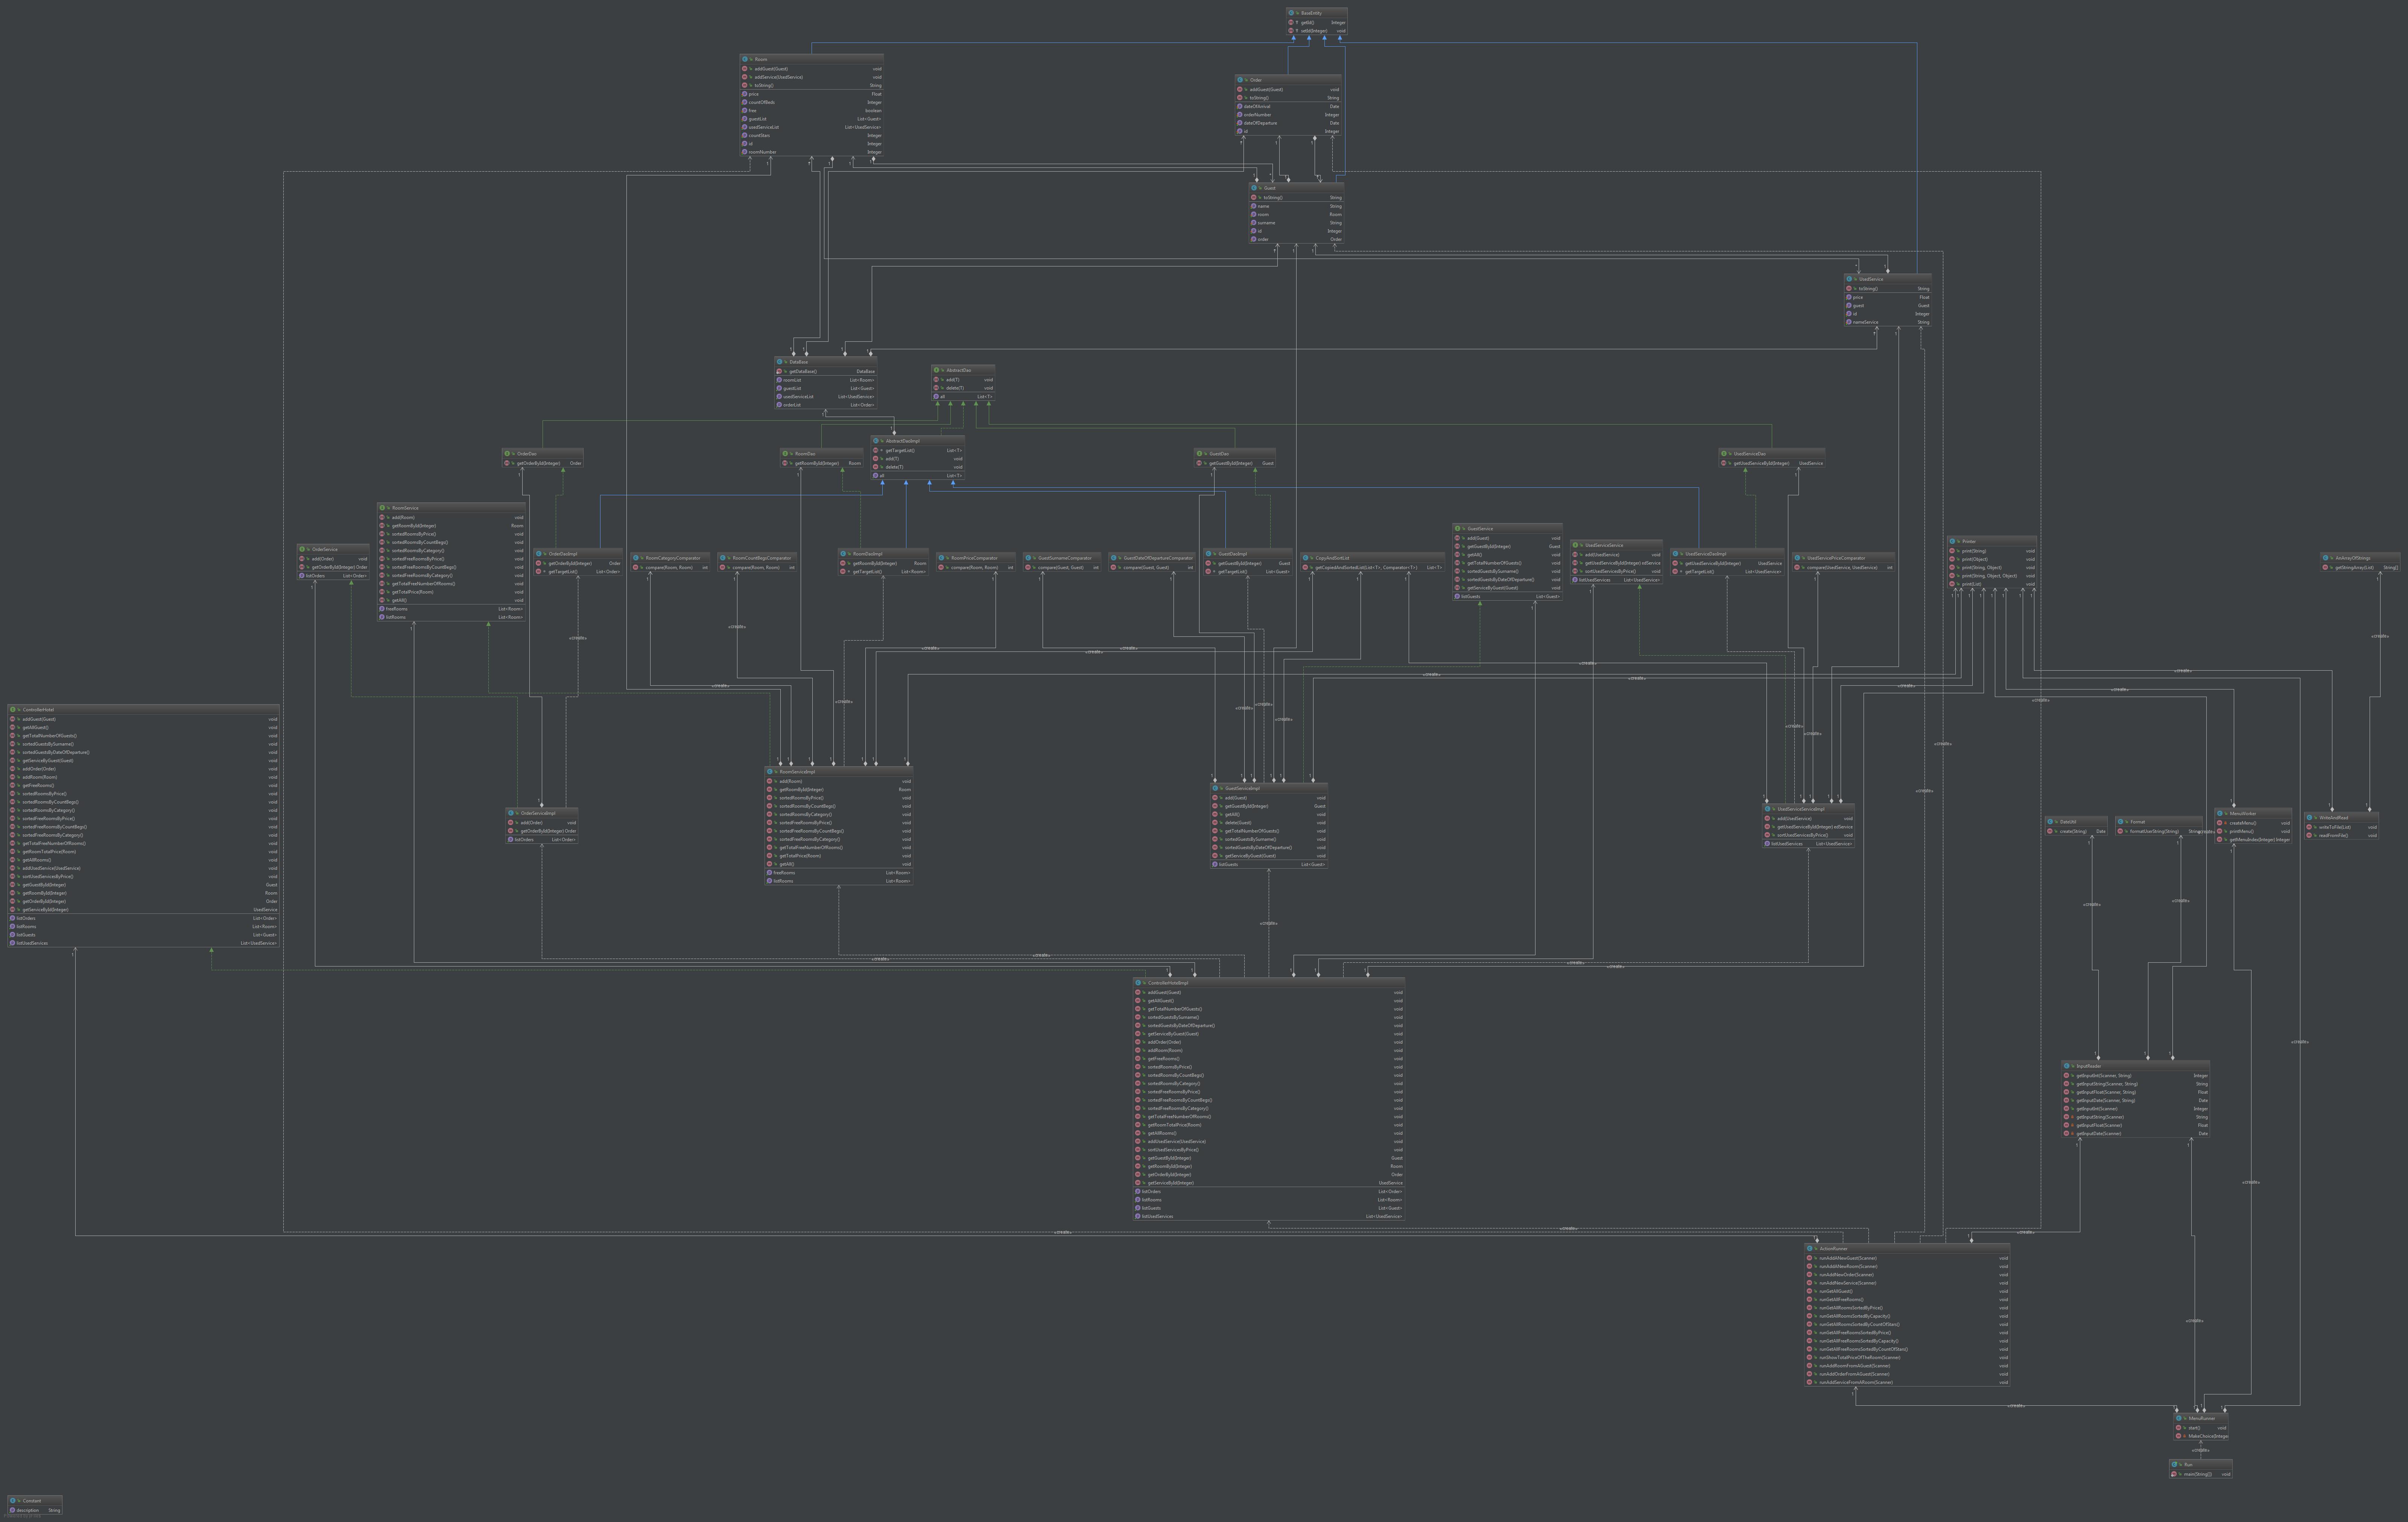 BaseEntity
getId() Integer
setId(Integer) void
Room
addGuest(Guest) void
addService(UsedService) void
toString() String
price Float
countOfBeds Integer
free boolean
guestList List<Guest>
usedServiceList List<UsedService>
countStars Integer
id Integer
roomNumber Integer
Order
addGuest(Guest) void
toString() String
dateOfArrival Date
orderNumber Integer
dateOfDeparture Date
id Integer
Guest
toString() String
name String
room Room
surname String
id Integer
order Order
UsedService
toString() String
price Float
guest Guest
id Integer
nameService String
DataBase
getDataBase() DataBase
roomList List<Room>
guestList List<Guest>
usedServiceList List<UsedService>
orderList List<Order>
AbstractDao
add(T) void
delete(T) void
all List<T>
AbstractDaoImpl
getTargetList() List<T>
add(T) void
delete(T) void
all List<T>
OrderDao
getOrderById(Integer) Order
RoomDao
getRoomById(Integer) Room
GuestDao
getGuestById(Integer) Guest
UsedServiceDao
getUsedServiceById(Integer) UsedService
RoomService
add(Room) void
getRoomById(Integer) Room
sortedRoomsByPrice() void
sortedRoomsByCountBegs() void
sortedRoomsByCategory() void
sortedFreeRoomsByPrice() void
sortedFreeRoomsByCountBegs() void
sortedFreeRoomsByCategory() void
getTotalFreeNumberOfRooms() void
getTotalPrice(Room) void
getAll() void
freeRooms List<Room>
listRooms List<Room>
OrderService
add(Order) void
getOrderById(Integer) Order
listOrders List<Order>
OrderDaoImpl
getOrderById(Integer) Order
getTargetList() List<Order>
RoomCategoryComparator
compare(Room, Room) int
RoomCountBegsComparator
compare(Room, Room) int
RoomDaoImpl
getRoomById(Integer) Room
getTargetList() List<Room>
RoomPriceComparator
compare(Room, Room) int
GuestSurnameComparator
compare(Guest, Guest) int
GuestDateOfDepartureComparator
compare(Guest, Guest) int
GuestDaoImpl
getGuestById(Integer) Guest
getTargetList() List<Guest>
CopyAndSortList
getCopiedAndSortedList(List<T>, Comparator<T>) List<T>
GuestService
add(Guest) void
getGuestById(Integer) Guest
getAll() void
getTotalNumberOfGuests() void
sortedGuestsBySurname() void
sortedGuestsByDateOfDeparture() void
getServiceByGuest(Guest) void
listGuests List<Guest>
UsedServiceService
add(UsedService) void
getUsedServiceById(Integer) edService
sortUsedServicesByPrice() void
listUsedServices List<UsedService>
UsedServiceDaoImpl
getUsedServiceById(Integer) UsedService
getTargetList() List<UsedService>
UsedServicePriceComparator
compare(UsedService, UsedService) int
Printer
print(String) void
print(Object) void
print(String, Object) void
print(String, Object, Object) void
print(List) void
AnArrayOfStrings
getStringArray(List) String[]
ControllerHotel
addGuest(Guest) void
getAllGuest() void
getTotalNumberOfGuests() void
sortedGuestsBySurname() void
sortedGuestsByDateOfDeparture() void
getServiceByGuest(Guest) void
addOrder(Order) void
addRoom(Room) void
getFreeRooms() void
sortedRoomsByPrice() void
sortedRoomsByCountBegs() void
sortedRoomsByCategory() void
sortedFreeRoomsByPrice() void
sortedFreeRoomsByCountBegs() void
sortedFreeRoomsByCategory() void
getTotalFreeNumberOfRooms() void
getRoomTotalPrice(Room) void
getAllRooms() void
addUsedService(UsedService) void
sortUsedServicesByPrice() void
getGuestById(Integer) Guest
getRoomById(Integer) Room
getOrderById(Integer) Order
getServiceById(Integer) UsedService
listOrders List<Order>
listRooms List<Room>
listGuests List<Guest>
listUsedServices List<UsedService>
OrderServiceImpl
add(Order) void
getOrderById(Integer) Order
listOrders List<Order>
RoomServiceImpl
add(Room) void
getRoomById(Integer) Room
sortedRoomsByPrice() void
sortedRoomsByCountBegs() void
sortedRoomsByCategory() void
sortedFreeRoomsByPrice() void
sortedFreeRoomsByCountBegs() void
sortedFreeRoomsByCategory() void
getTotalFreeNumberOfRooms() void
getTotalPrice(Room) void
getAll() void
freeRooms List<Room>
listRooms List<Room>
GuestServiceImpl
add(Guest) void
getGuestById(Integer) Guest
getAll() void
delete(Guest) void
getTotalNumberOfGuests() void
sortedGuestsBySurname() void
sortedGuestsByDateOfDeparture() void
getServiceByGuest(Guest) void
listGuests List<Guest>
UsedServiceServiceImpl
add(UsedService) void
getUsedServiceById(Integer) edService
sortUsedServicesByPrice() void
listUsedServices List<UsedService>
DateUtil
create(String) Date
Format
formatUserString(String) String
MenuWorker
createMenu() void
printMenu() void
getMenuIndex(Integer) Integer
WriteAndRead
writeToFile(List) void
readFromFile() void
ControllerHotelImpl
addGuest(Guest) void
getAllGuest() void
getTotalNumberOfGuests() void
sortedGuestsBySurname() void
sortedGuestsByDateOfDeparture() void
getServiceByGuest(Guest) void
addOrder(Order) void
addRoom(Room) void
getFreeRooms() void
sortedRoomsByPrice() void
sortedRoomsByCountBegs() void
sortedRoomsByCategory() void
sortedFreeRoomsByPrice() void
sortedFreeRoomsByCountBegs() void
sortedFreeRoomsByCategory() void
getTotalFreeNumberOfRooms() void
getRoomTotalPrice(Room) void
getAllRooms() void
addUsedService(UsedService) void
sortUsedServicesByPrice() void
getGuestById(Integer) Guest
getRoomById(Integer) Room
getOrderById(Integer) Order
getServiceById(Integer) UsedService
listOrders List<Order>
listRooms List<Room>
listGuests List<Guest>
listUsedServices List<UsedService>
InputReader
getInputInt(Scanner, String) Integer
getInputString(Scanner, String) String
getInputFloat(Scanner, String) Float
getInputDate(Scanner, String) Date
getInputInt(Scanner) Integer
getInputString(Scanner) String
getInputFloat(Scanner) Float
getInputDate(Scanner) Date
ActionRunner
runAddANewGuest(Scanner) void
runAddANewRoom(Scanner) void
runAddNewOrder(Scanner) void
runAddNewService(Scanner) void
runGetAllGuest() void
runGetAllFreeRooms() void
runGetAllRoomsSortedByPrice() void
runGetAllRoomsSortedByCapacity() void
runGetAllRoomsSortedByCountOfStars() void
runGetAllFreeRoomsSortedByPrice() void
runGetAllFreeRoomsSortedByCapacity() void
runGetAllFreeRoomsSortedByCountOfStars() void
runShowTotalPriceOfTheRoom(Scanner) void
runAddRoomFromAGuest(Scanner) void
runAddOrderFromAGuest(Scanner) void
runAddServiceFromARoom(Scanner) void
MenuRunner
start() void
MakeChoice(Integer
«create»
Run
main(String[]) void
Constant
description String